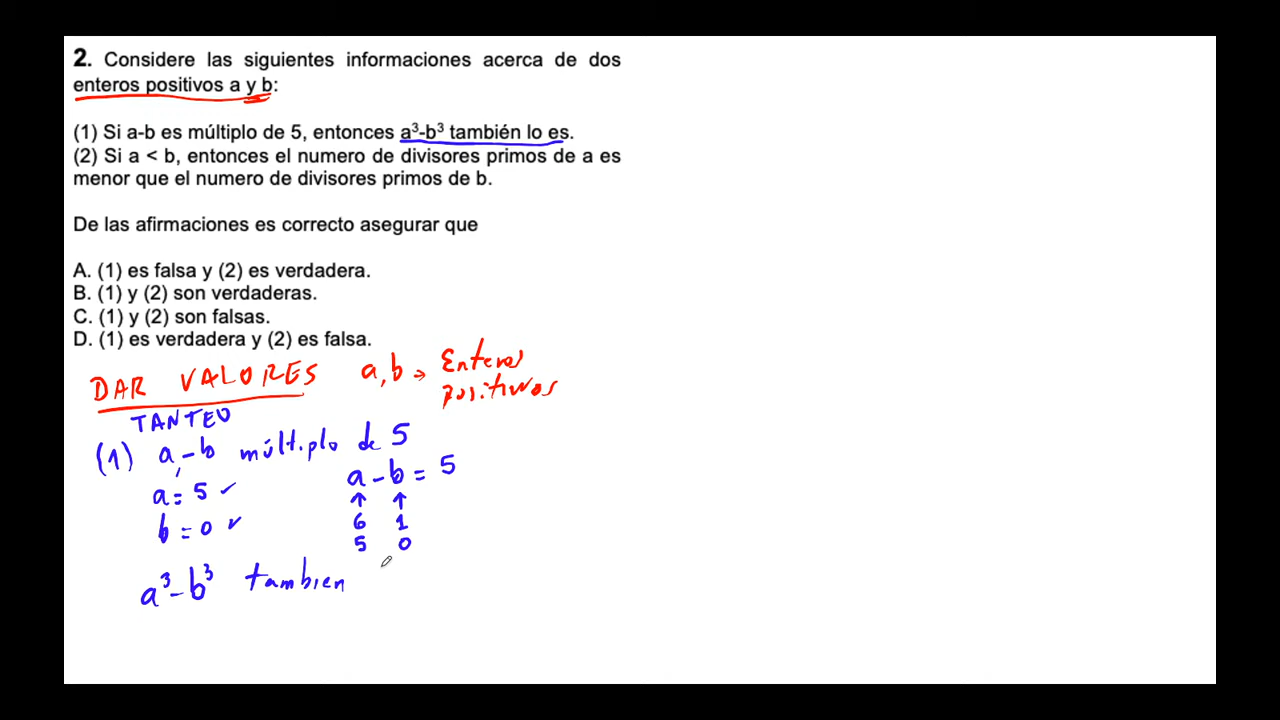 2. Considere las siguientes informaciones acerca de dos
enteros positivos a y b:
(1) Si a-b es múltiplo de 5, entonces a³-b³ también lo es.
(2) Si a < b, entonces el numero de divisores primos de a es
menor que el numero de divisores primos de b.
De las afirmaciones es correcto asegurar que
A. (1) es falsa y (2) es verdadera.
B. (1) y (2) son verdaderas.
C. (1) y (2) son falsas.
D. (1) es verdadera y (2) es falsa.
DAR VALORES a,b → Enteros
positivos
TANTEO
(1) a-b múltiplo de 5
a - b = 5
a = 5 ✓
↑ ↑
b = 0 ✓
6 1
5 0
a³-b³ tambien